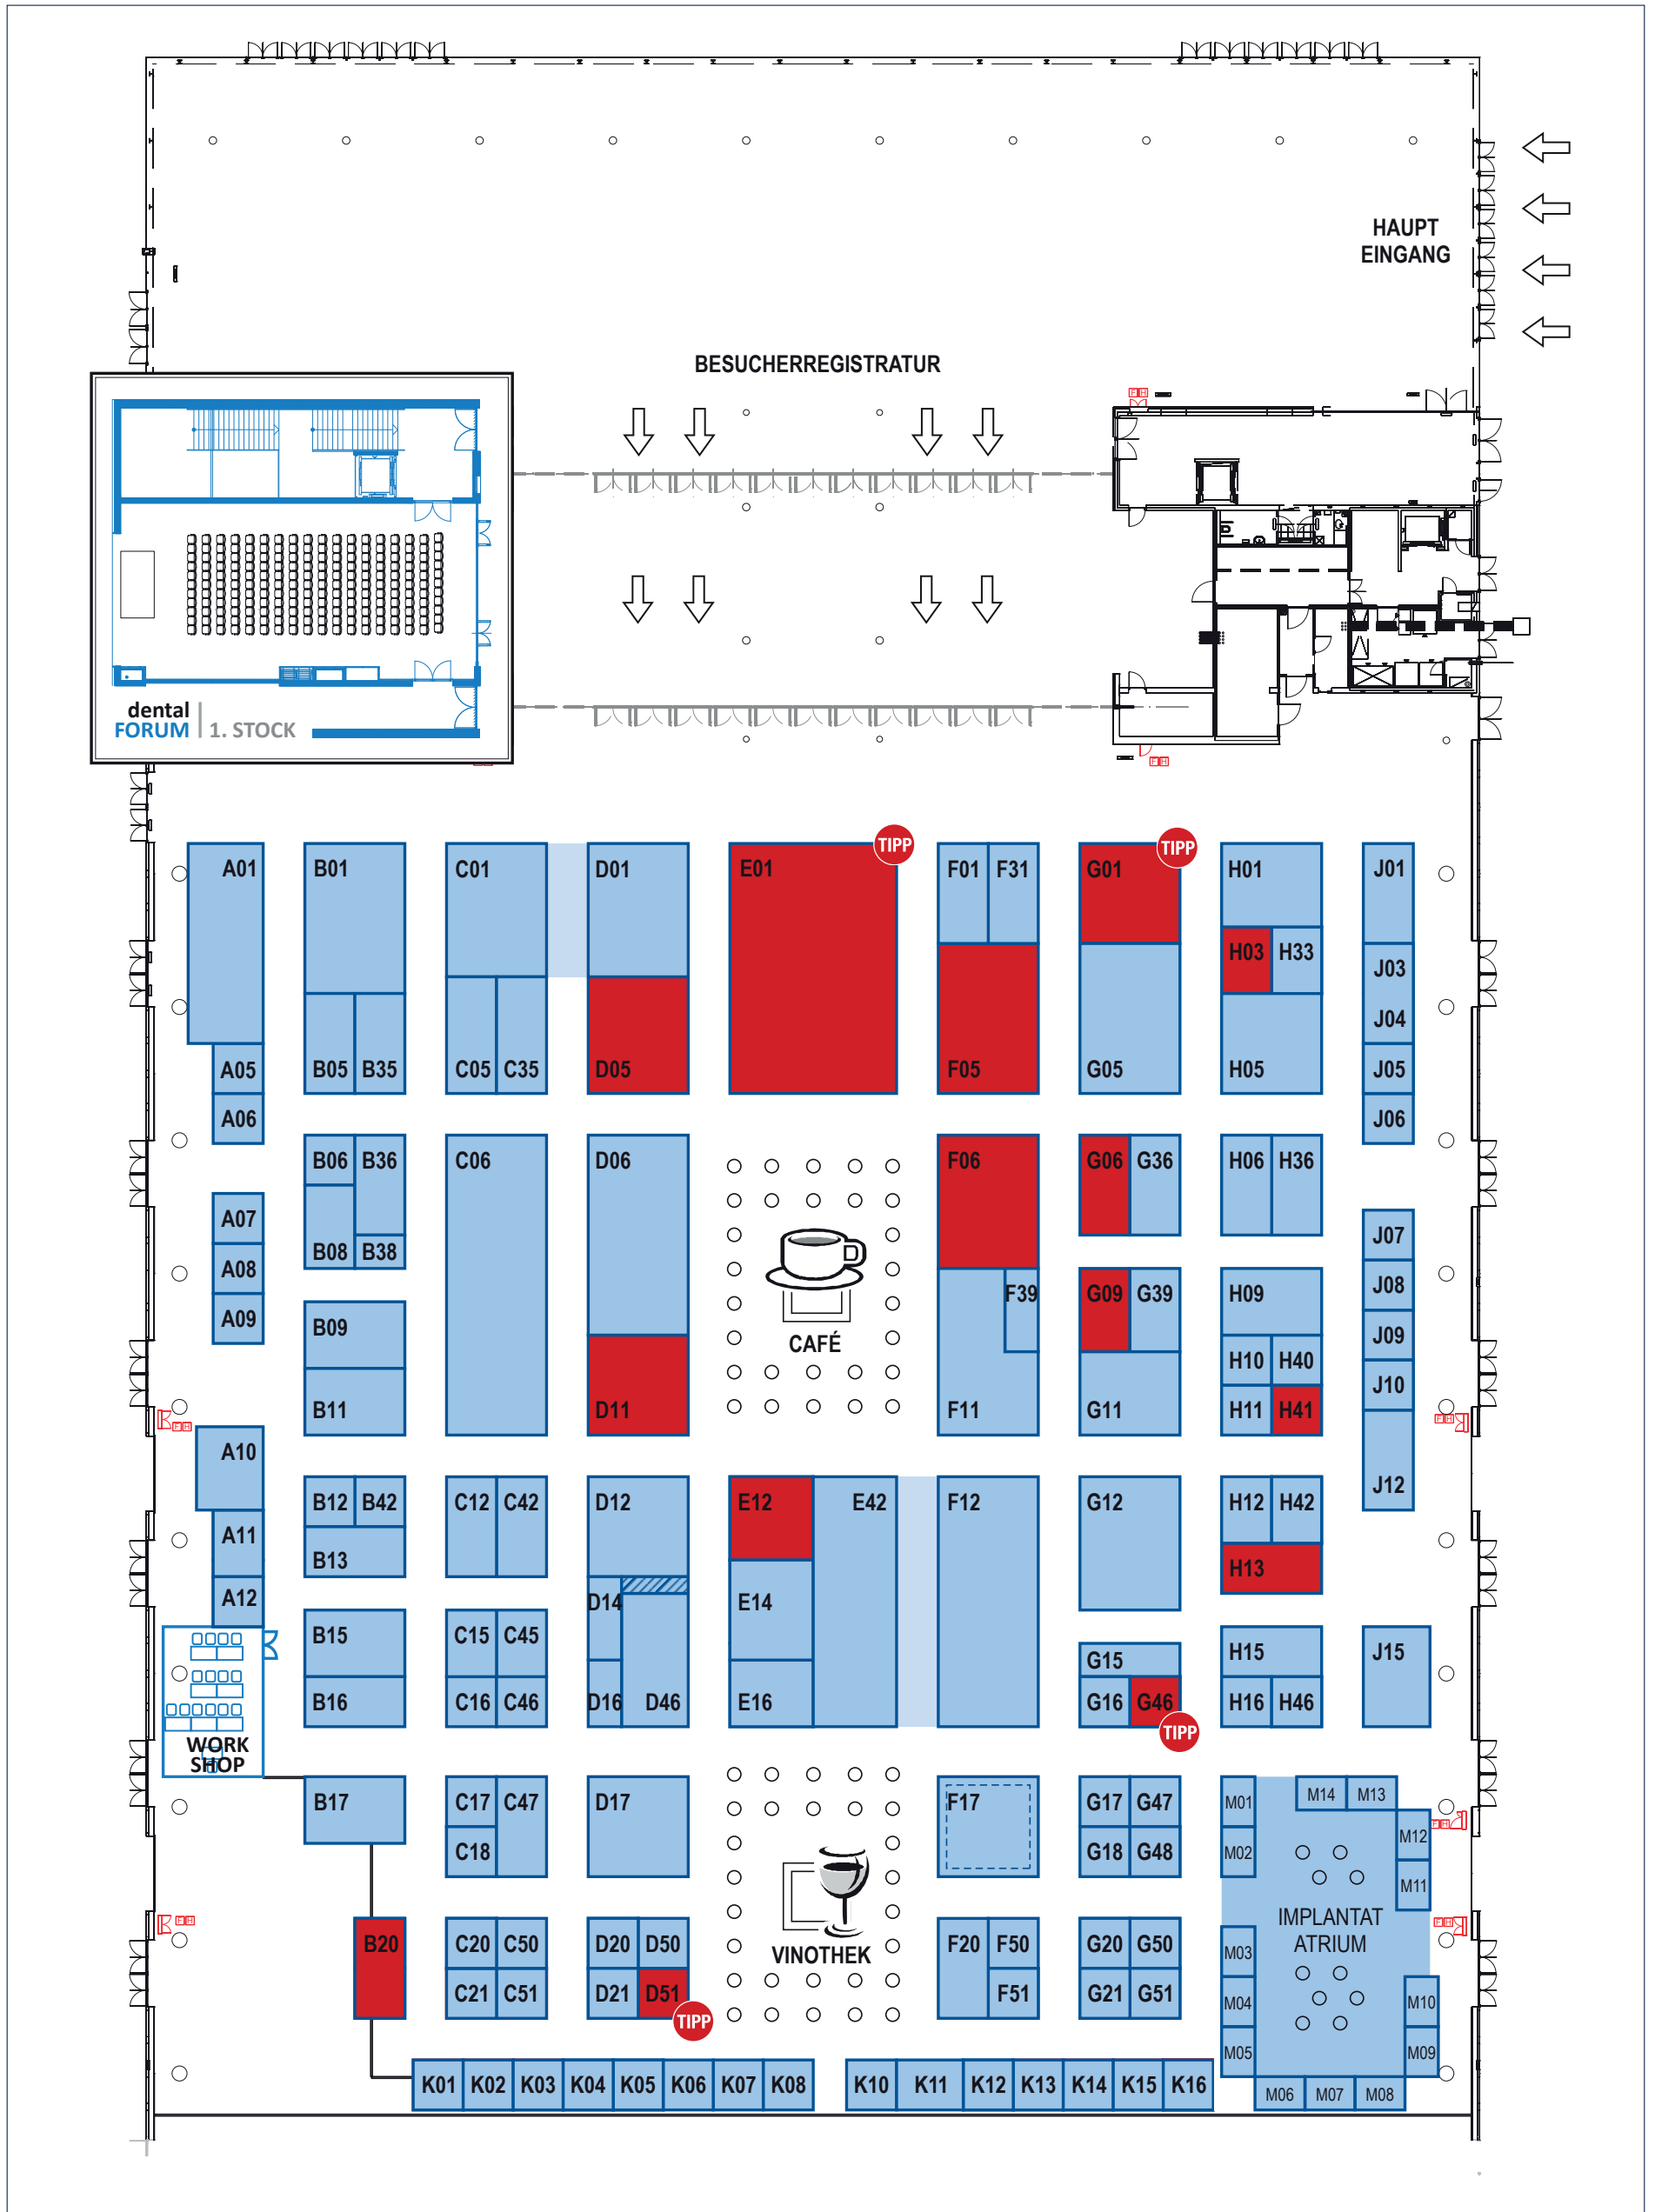 HAUPT
EINGANG
BESUCHERREGISTRATUR
FH
dental
FORUM | 1. STOCK
FH
TIPP
TIPP
A01 B01 C01 D01 E01 F01 F31 G01 H01 J01
H03 H33 J03
J04
A05 B05 B35 C05 C35 D05 F05 G05 H05 J05
A06 J06
B06 B36 C06 D06 F06 G06 G36 H06 H36
A07 J07
B08 B38
A08 J08
F39 G09 G39 H09
A09 B09 J09
CAFÉ
H10 H40
J10
B11 D11 F11 G11 H11 H41
FH FH
A10
J12
B12 B42 C12 C42 D12 E12 E42 F12 G12 H12 H42
A11
B13 H13
A12 D14 E14
B15 C15 C45 H15 J15
G15
B16 C16 C46 D16 D46 E16 G16 G46 H16 H46
TIPP
WORK
SHOP
M14 M13
B17 C17 C47 D17 F17 G17 G47 M01
FH
M12
C18 G18 G48 M02
M11
IMPLANTAT
ATRIUM
FH FH
B20 C20 C50 D20 D50 F20 F50 G20 G50
VINOTHEK
M03
C21 C51 D21 D51 F51 G21 G51
M04 M10
TIPP
M05 M09
K01 K02 K03 K04 K05 K06 K07 K08 K10 K11 K12 K13 K14 K15 K16
M06 M07 M08